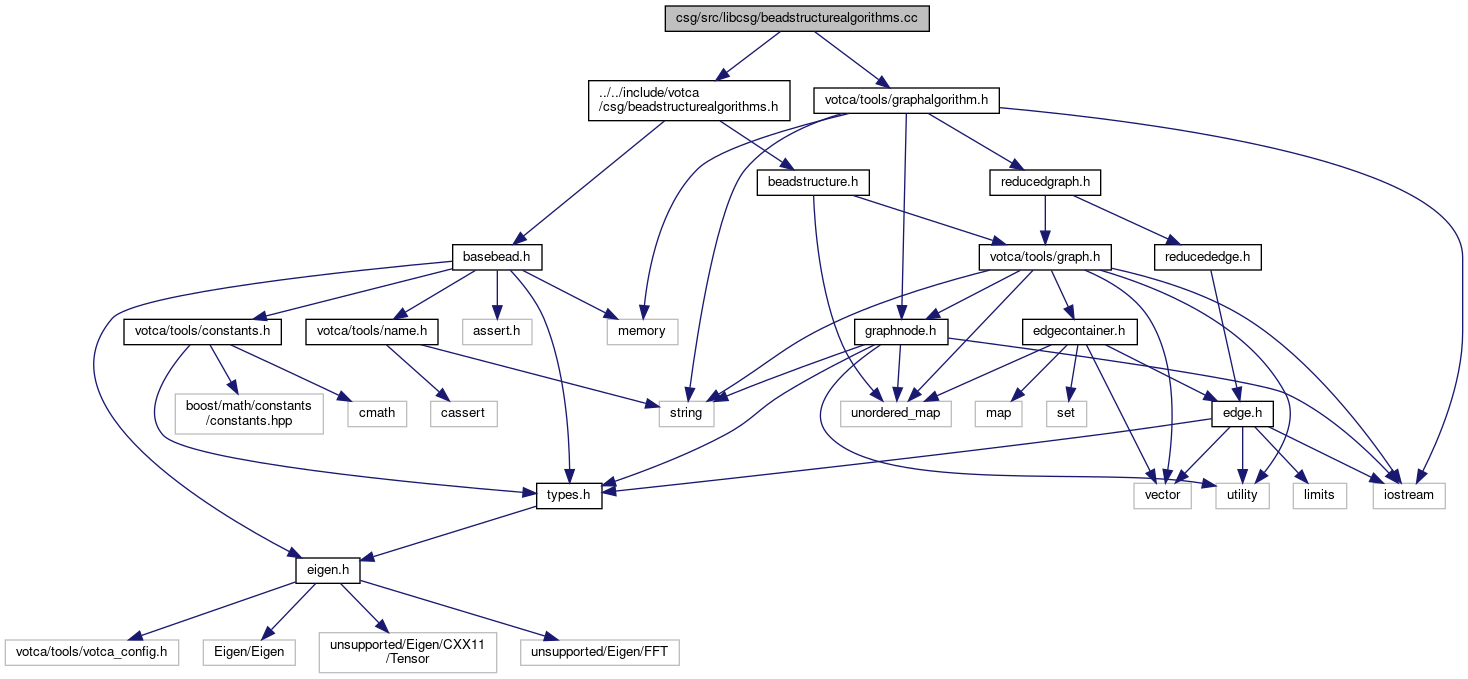 csg/src/libcsg/beadstructurealgorithms.cc
../../include/votca
/csg/beadstructurealgorithms.h
votca/tools/graphalgorithm.h
beadstructure.h
reducedgraph.h
basebead.h
votca/tools/graph.h
reducededge.h
votca/tools/constants.h
votca/tools/name.h
assert.h
memory
graphnode.h
edgecontainer.h
boost/math/constants
/constants.hpp
cmath
cassert
string
unordered_map
map
set
edge.h
types.h
vector
utility
limits
iostream
eigen.h
votca/tools/votca_config.h
Eigen/Eigen
unsupported/Eigen/CXX11
/Tensor
unsupported/Eigen/FFT